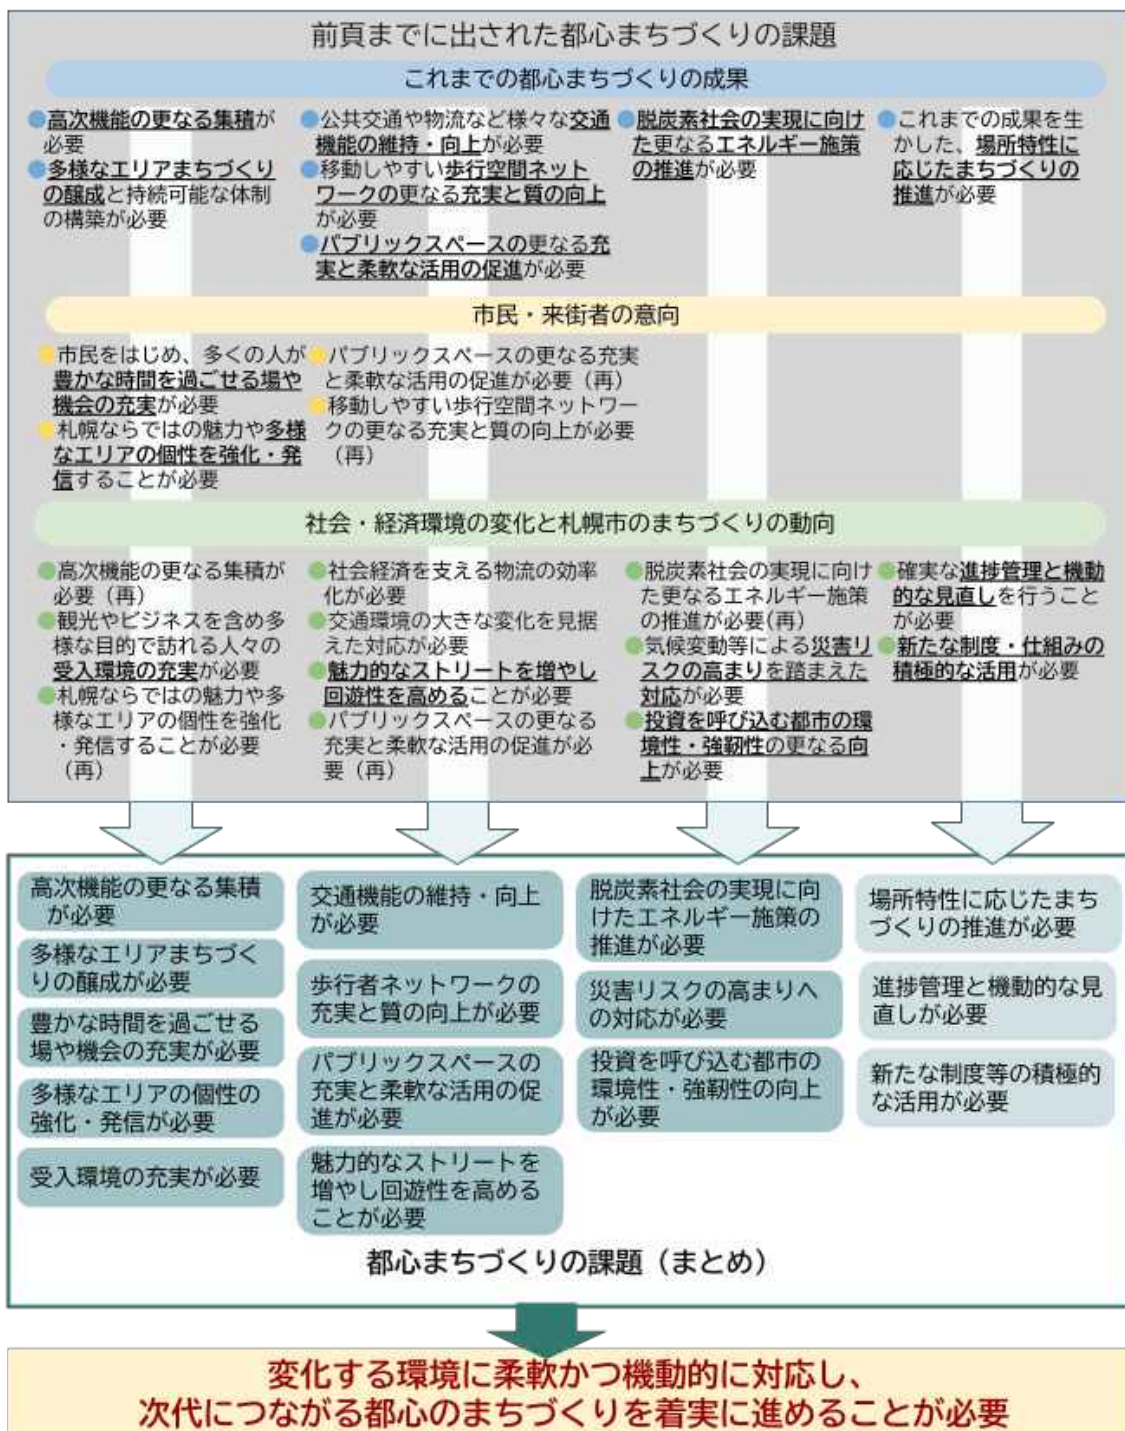 前頁までに出された都心まちづくりの課題
これまでの都心まちづくりの成果
●高次機能の更なる集積が
必要
●多様なエリアまちづくり
の醸成と持続可能な体制
の構築が必要
●公共交通や物流など様々な交通
機能の維持・向上が必要
●移動しやすい歩行空間ネット
ワークの更なる充実と質の向上
が必要
●パブリックスペースの更なる充
実と柔軟な活用の促進が必要
●脱炭素社会の実現に向け
た更なるエネルギー施策
の推進が必要
●これまでの成果を生
かした、場所特性に
応じたまちづくりの
推進が必要
市民・来街者の意向
●市民をはじめ、多くの人が
豊かな時間を過ごせる場や
機会の充実が必要
●札幌ならではの魅力や多様
なエリアの個性を強化・発
信することが必要
●パブリックスペースの更なる充実
と柔軟な活用の促進が必要（再）
●移動しやすい歩行空間ネットワー
クの更なる充実と質の向上が必要
（再）
社会・経済環境の変化と札幌市のまちづくりの動向
●高次機能の更なる集積が
必要（再）
●観光やビジネスを含め多
様な目的で訪れる人々の
受入環境の充実が必要
●札幌ならではの魅力や多
様なエリアの個性を強化
・発信することが必要
（再）
●社会経済を支える物流の効率
化が必要
●交通環境の大きな変化を見据
えた対応が必要
●魅力的なストリートを増やし
回遊性を高めることが必要
●パブリックスペースの更なる
充実と柔軟な活用の促進が必
要（再）
●脱炭素社会の実現に向け
た更なるエネルギー施策
の推進が必要(再）
●気候変動等による災害リ
スクの高まりを踏まえた
対応が必要
●投資を呼び込む都市の環
境性・強靭性の更なる向
上が必要
●確実な進捗管理と機動
的な見直しを行うこと
が必要
●新たな制度・仕組みの
積極的な活用が必要
高次機能の更なる集積
が必要
多様なエリアまちづく
りの醸成が必要
豊かな時間を過ごせる
場や機会の充実が必要
多様なエリアの個性の
強化・発信が必要
受入環境の充実が必要
交通機能の維持・向上
が必要
歩行者ネットワークの
充実と質の向上が必要
パブリックスペースの
充実と柔軟な活用の促
進が必要
魅力的なストリートを
増やし回遊性を高める
ことが必要
脱炭素社会の実現に向
けたエネルギー施策の
推進が必要
災害リスクの高まりへ
の対応が必要
投資を呼び込む都市の
環境性・強靭性の向上
が必要
場所特性に応じたまち
づくりの推進が必要
進捗管理と機動的な見
直しが必要
新たな制度等の積極的
な活用が必要
都心まちづくりの課題（まとめ）
変化する環境に柔軟かつ機動的に対応し、
次代につながる都心のまちづくりを着実に進めることが必要